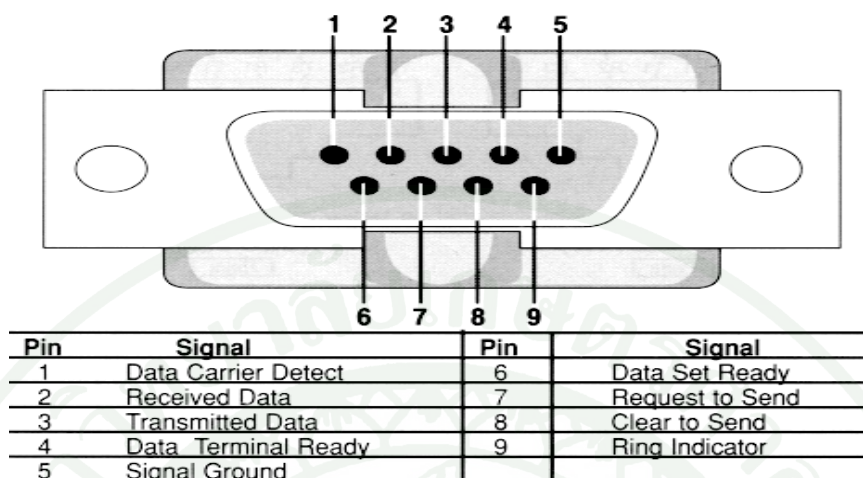 1 2 3 4 5
6 7 8 9
Pin Signal Pin Signal
1 Data Carrier Detect 6 Data Set Ready
2 Received Data 7 Request to Send
3 Transmitted Data 8 Clear to Send
4 Data Terminal Ready 9 Ring Indicator
5 Signal Ground